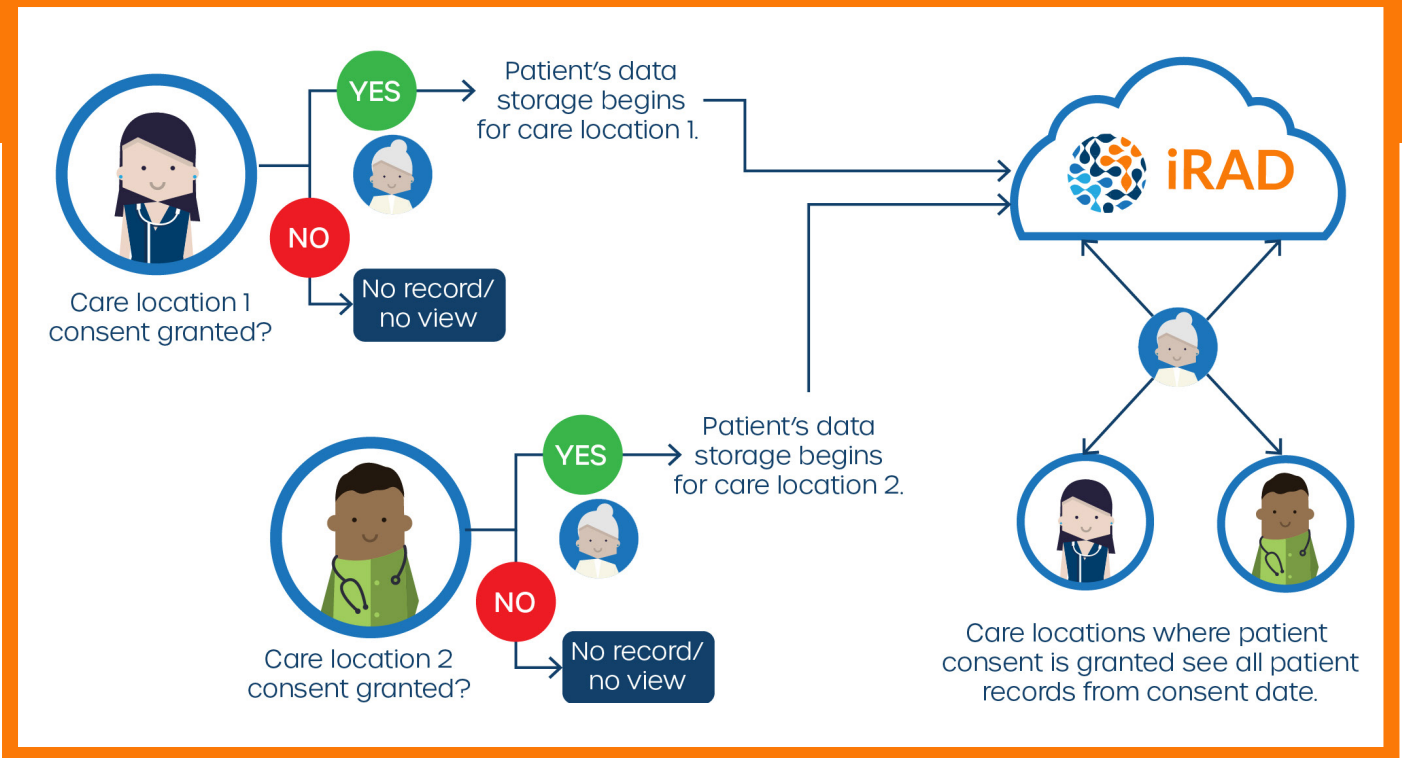 YES
Patient's data
storage begins
for care location 1.
NO
No record/
no view
Care location 1
consent granted?
iRAD
YES
Patient's data
storage begins
for care location 2.
NO
No record/
no view
Care location 2
consent granted?
Care locations where patient
consent is granted see all patient
records from consent date.